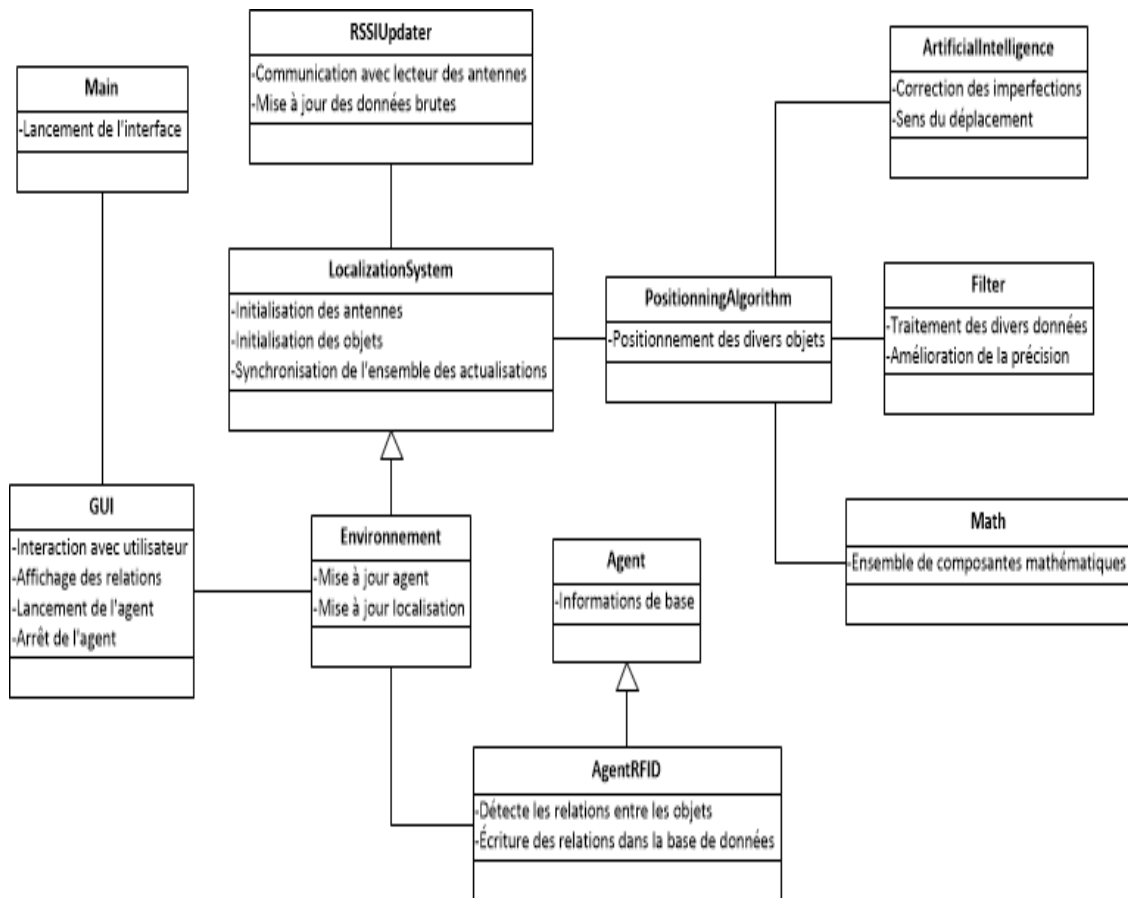 RSSIUpdater
-Communication avec lecteur des antennes
-Mise à jour des données brutes
ArtificialIntelligence
-Correction des imperfections
-Sens du déplacement
Main
-Lancement de l'interface
LocalizationSystem
-Initialisation des antennes
-Initialisation des objets
-Synchronisation de l'ensemble des actualisations
PositionningAlgorithm
-Positionnement des divers objets
Filter
-Traitement des divers données
-Amélioration de la précision
GUI
-Interaction avec utilisateur
-Affichage des relations
-Lancement de l'agent
-Arrêt de l'agent
Environnement
-Mise à jour agent
-Mise à jour localisation
Agent
-Informations de base
Math
-Ensemble de composantes mathématiques
AgentRFID
-Détecte les relations entre les objets
-Écriture des relations dans la base de données